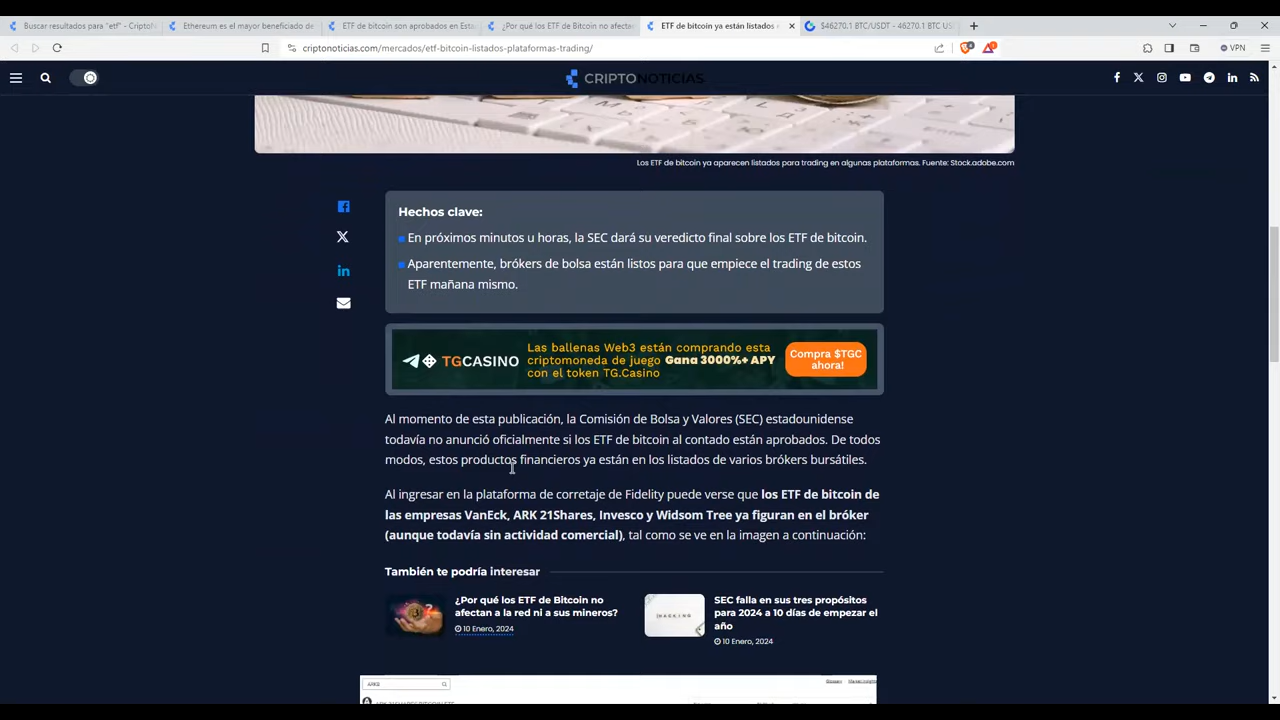 Buscar resultados para "etf" - CriptoN
Ethereum es el mayor beneficiado de
ETF de bitcoin son aprobados en Esta
¿Por qué los ETF de Bitcoin no afectan
ETF de bitcoin ya están listados
$46270.1 BTC/USDT - 46270.1 BTC US
criptonoticias.com/mercados/etf-bitcoin-listados-plataformas-trading/
VPN
CRIPTONOTICIAS
Los ETF de bitcoin ya aparecen listados para trading en algunas plataformas. Fuente: Stock.adobe.com
Hechos clave:
En próximos minutos u horas, la SEC dará su veredicto final sobre los ETF de bitcoin.
Aparentemente, brókers de bolsa están listos para que empiece el trading de estos
ETF mañana mismo.
TGCASINO
Las ballenas Web3 están comprando esta
criptomoneda de juego Gana 3000%+ APY
con el token TG.Casino
Compra $TGC
ahora!
Al momento de esta publicación, la Comisión de Bolsa y Valores (SEC) estadounidense
todavía no anunció oficialmente si los ETF de bitcoin al contado están aprobados. De todos
modos, estos productos financieros ya están en los listados de varios brókers bursátiles.
Al ingresar en la plataforma de corretaje de Fidelity puede verse que los ETF de bitcoin de
las empresas VanEck, ARK 21Shares, Invesco y Widsom Tree ya figuran en el bróker
(aunque todavía sin actividad comercial), tal como se ve en la imagen a continuación:
También te podría interesar
¿Por qué los ETF de Bitcoin no
afectan a la red ni a sus mineros?
10 Enero, 2024
SEC falla en sus tres propósitos
para 2024 a 10 días de empezar el
año
10 Enero, 2024